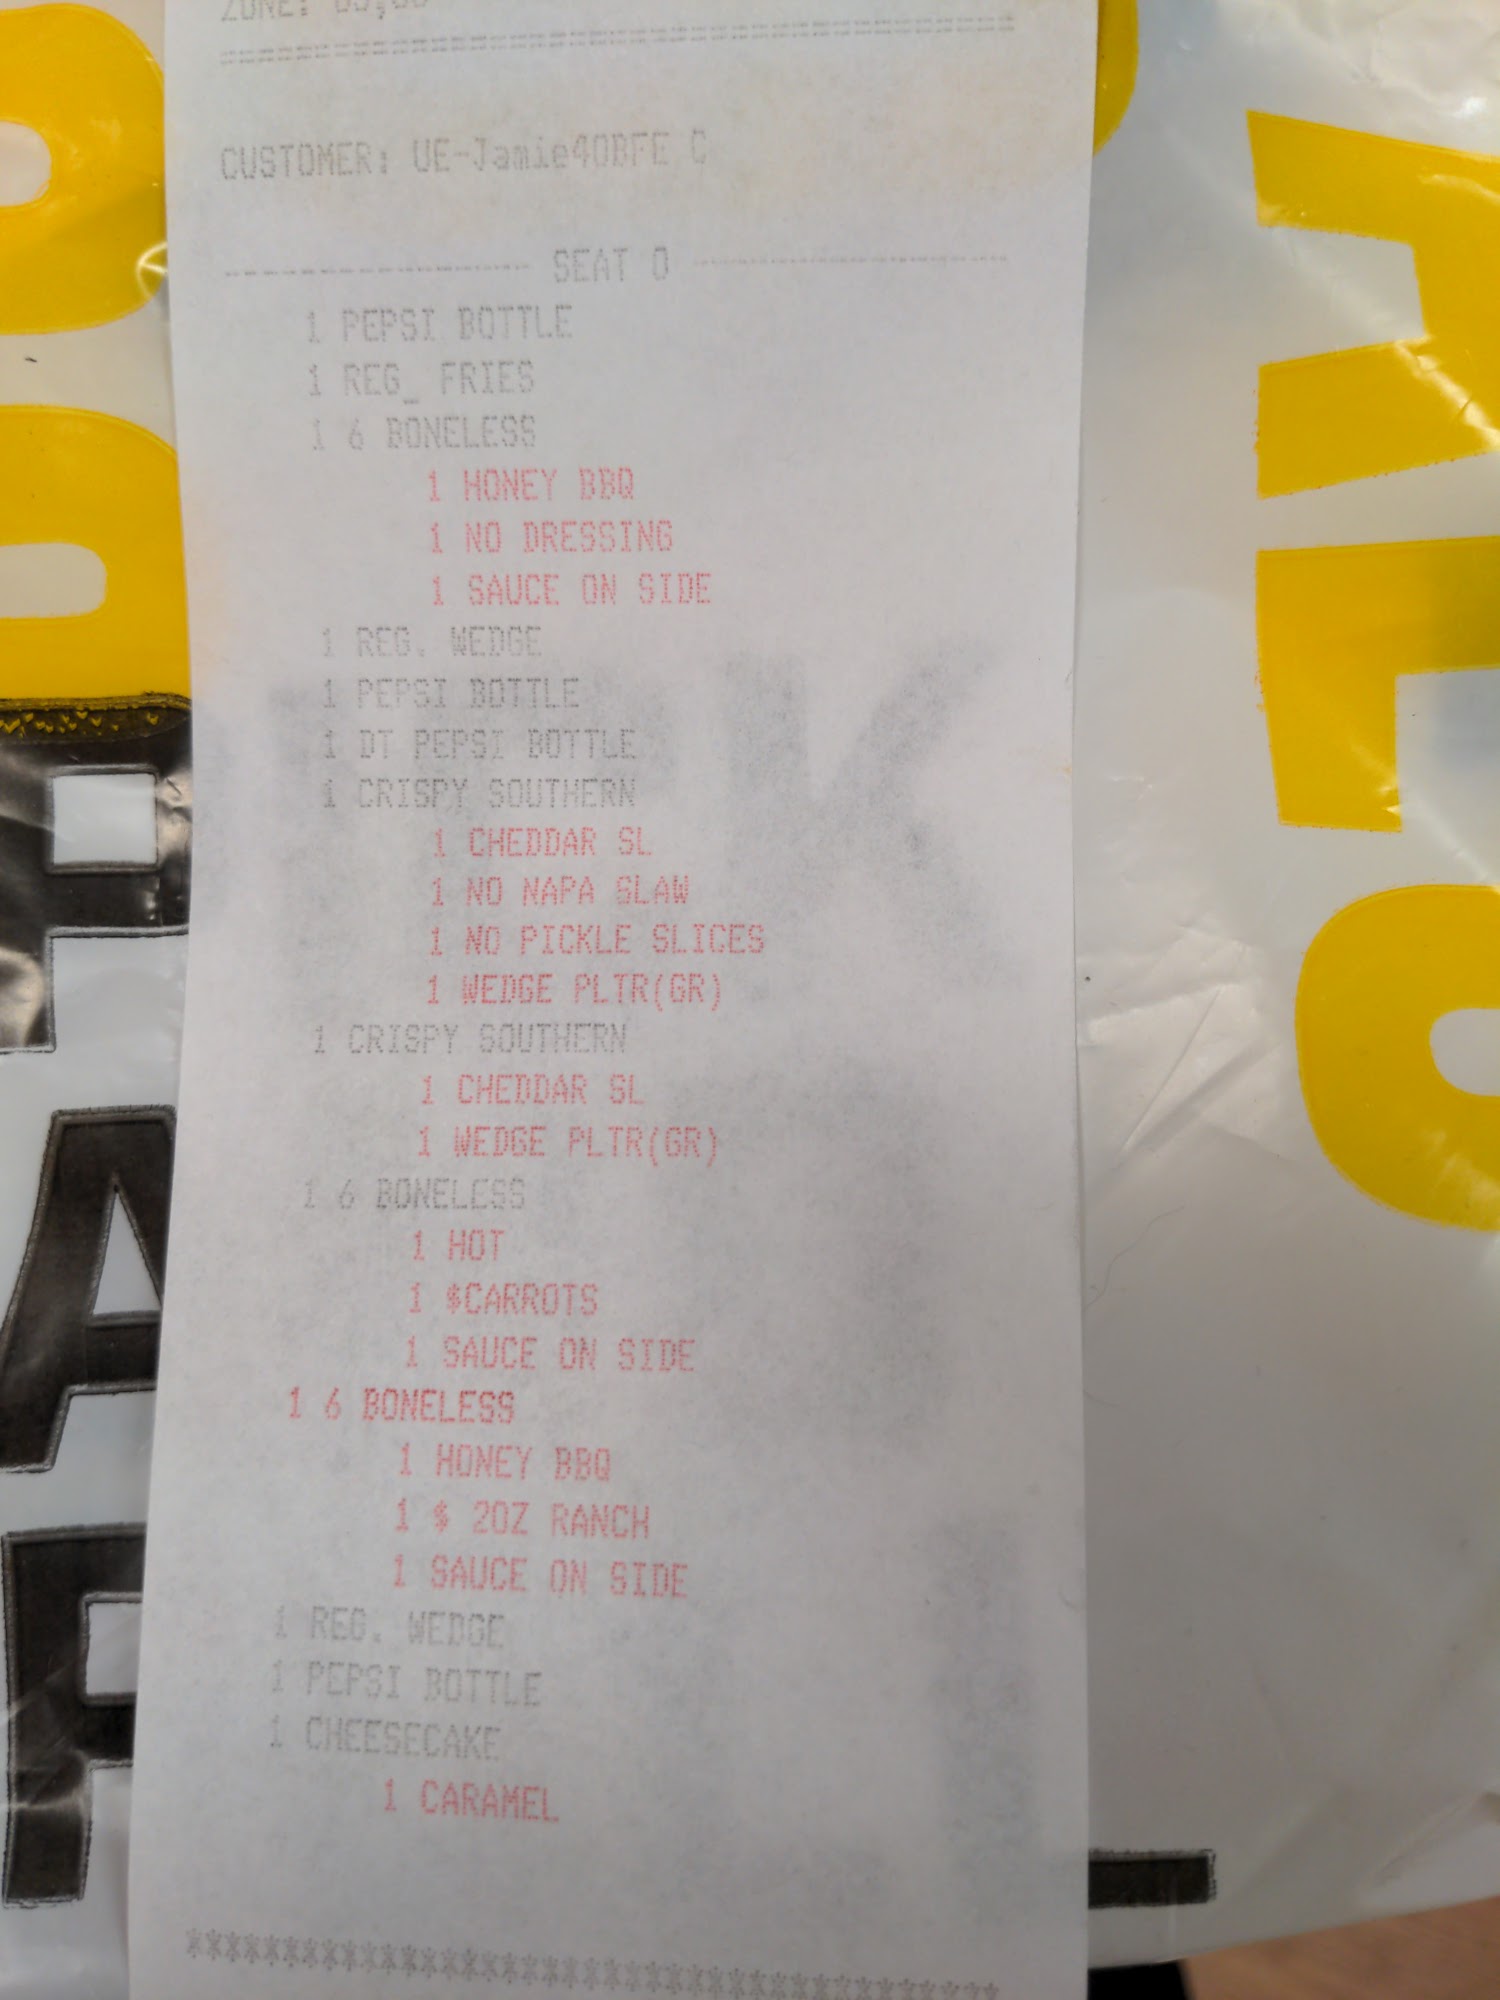 ZONE:
CUSTOMER: UE-Jamie40BFE C
SEAT 0
1 PEPSI BOTTLE
1 REG_ FRIES
1 6 BONELESS
1 HONEY BBQ
1 NO DRESSING
1 SAUCE ON SIDE
1 REG. WEDGE
1 PEPSI BOTTLE
1 DT PEPSI BOTTLE
1 CRISPY SOUTHERN
1 CHEDDAR SL
1 NO NAPA SLAW
1 NO PICKLE SLICES
1 WEDGE PLTR(GR)
1 CRISPY SOUTHERN
1 CHEDDAR SL
1 WEDGE PLTR(GR)
1 6 BONELESS
1 HOT
1 $CARROTS
1 SAUCE ON SIDE
1 6 BONELESS
1 HONEY BBQ
1 $ 2OZ RANCH
1 SAUCE ON SIDE
1 REG. WEDGE
1 PEPSI BOTTLE
1 CHEESECAKE
1 CARAMEL